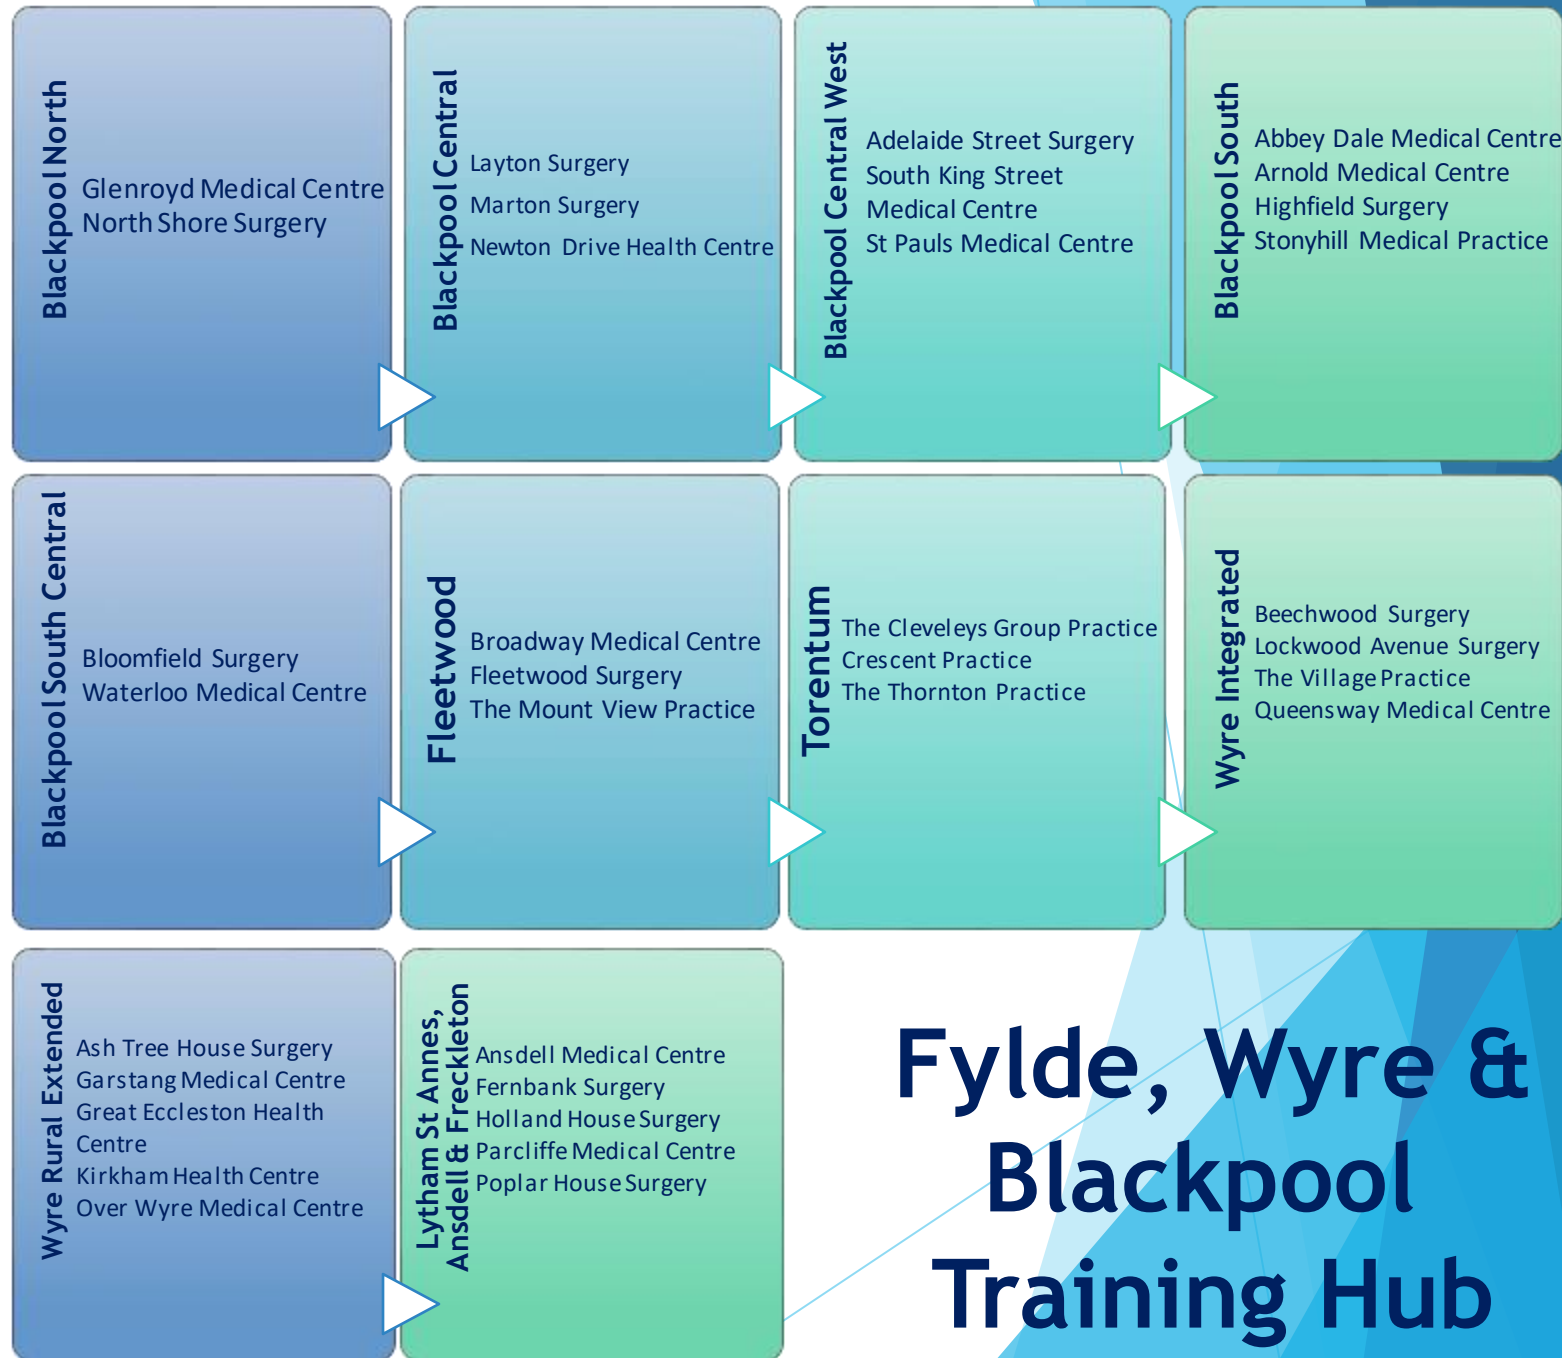 Blackpool North
Glenroyd Medical Centre
North Shore Surgery
Blackpool Central
Layton Surgery
Marton Surgery
Newton Drive Health Centre
Blackpool Central West
Adelaide Street Surgery
South King Street
Medical Centre
St Pauls Medical Centre
Blackpool South
Abbey Dale Medical Centre
Arnold Medical Centre
Highfield Surgery
Stonyhill Medical Practice
Blackpool South Central
Bloomfield Surgery
Waterloo Medical Centre
Fleetwood
Broadway Medical Centre
Fleetwood Surgery
The Mount View Practice
Torentum
The Cleveleys Group Practice
Crescent Practice
The Thornton Practice
Wyre Integrated
Beechwood Surgery
Lockwood Avenue Surgery
The Village Practice
Queensway Medical Centre
Wyre Rural Extended
Ash Tree House Surgery
Garstang Medical Centre
Great Eccleston Health
Centre
Kirkham Health Centre
Over Wyre Medical Centre
Lytham St Annes,
Ansdell & Freckleton
Ansdell Medical Centre
Fernbank Surgery
Holland House Surgery
Parcliffe Medical Centre
Poplar House Surgery
Fylde, Wyre &
Blackpool
Training Hub